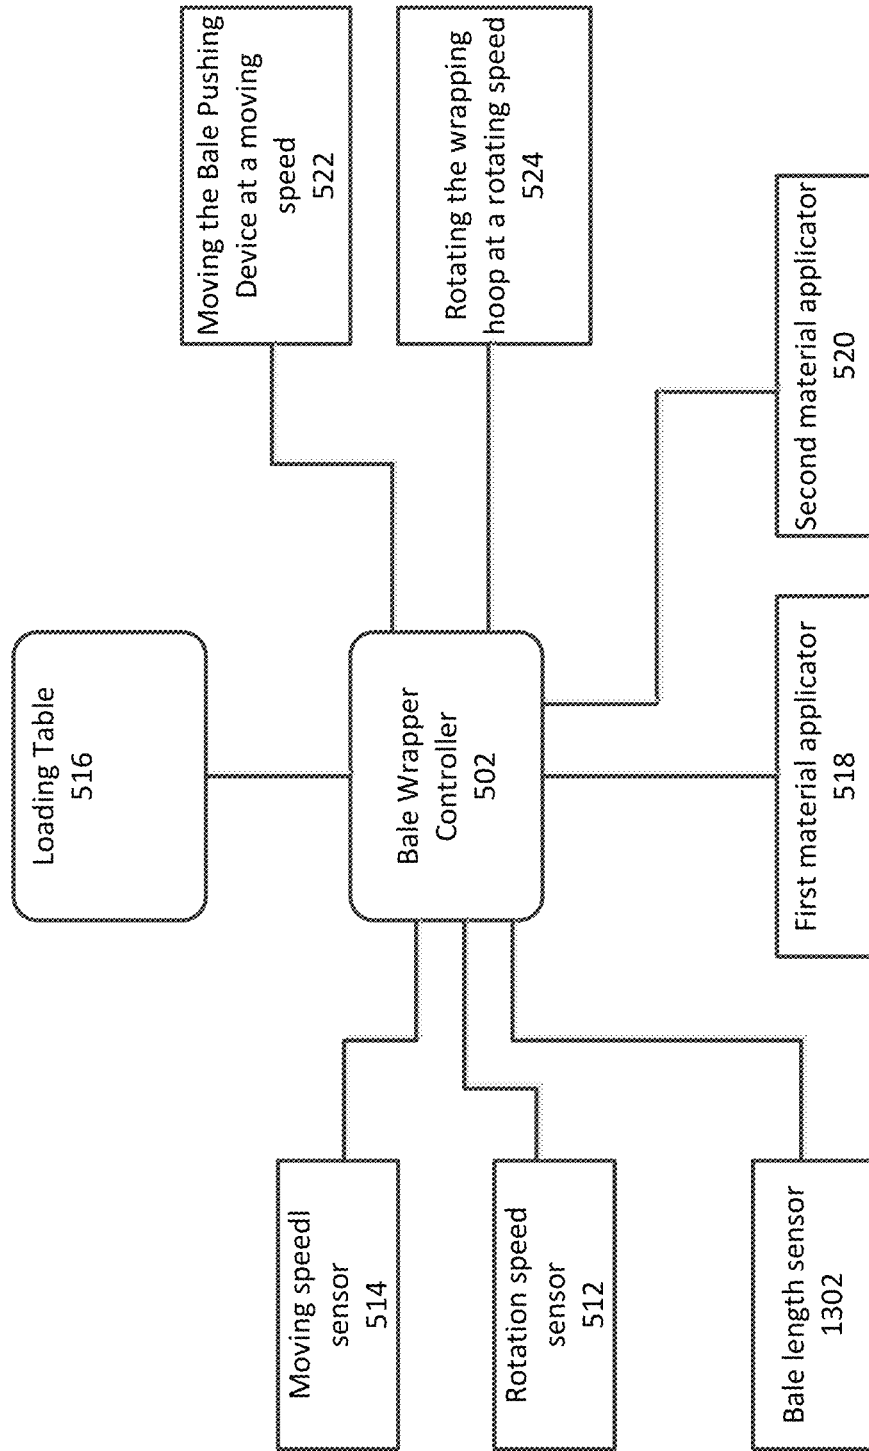 Loading Table
516
Moving speedl
sensor
514
Rotation speed
sensor
512
Bale length sensor
1302
Bale Wrapper
Controller
502
Moving the Bale Pushing
Device at a moving
speed
522
Rotating the wrapping
hoop at a rotating speed
524
First material applicator
518
Second material applicator
520